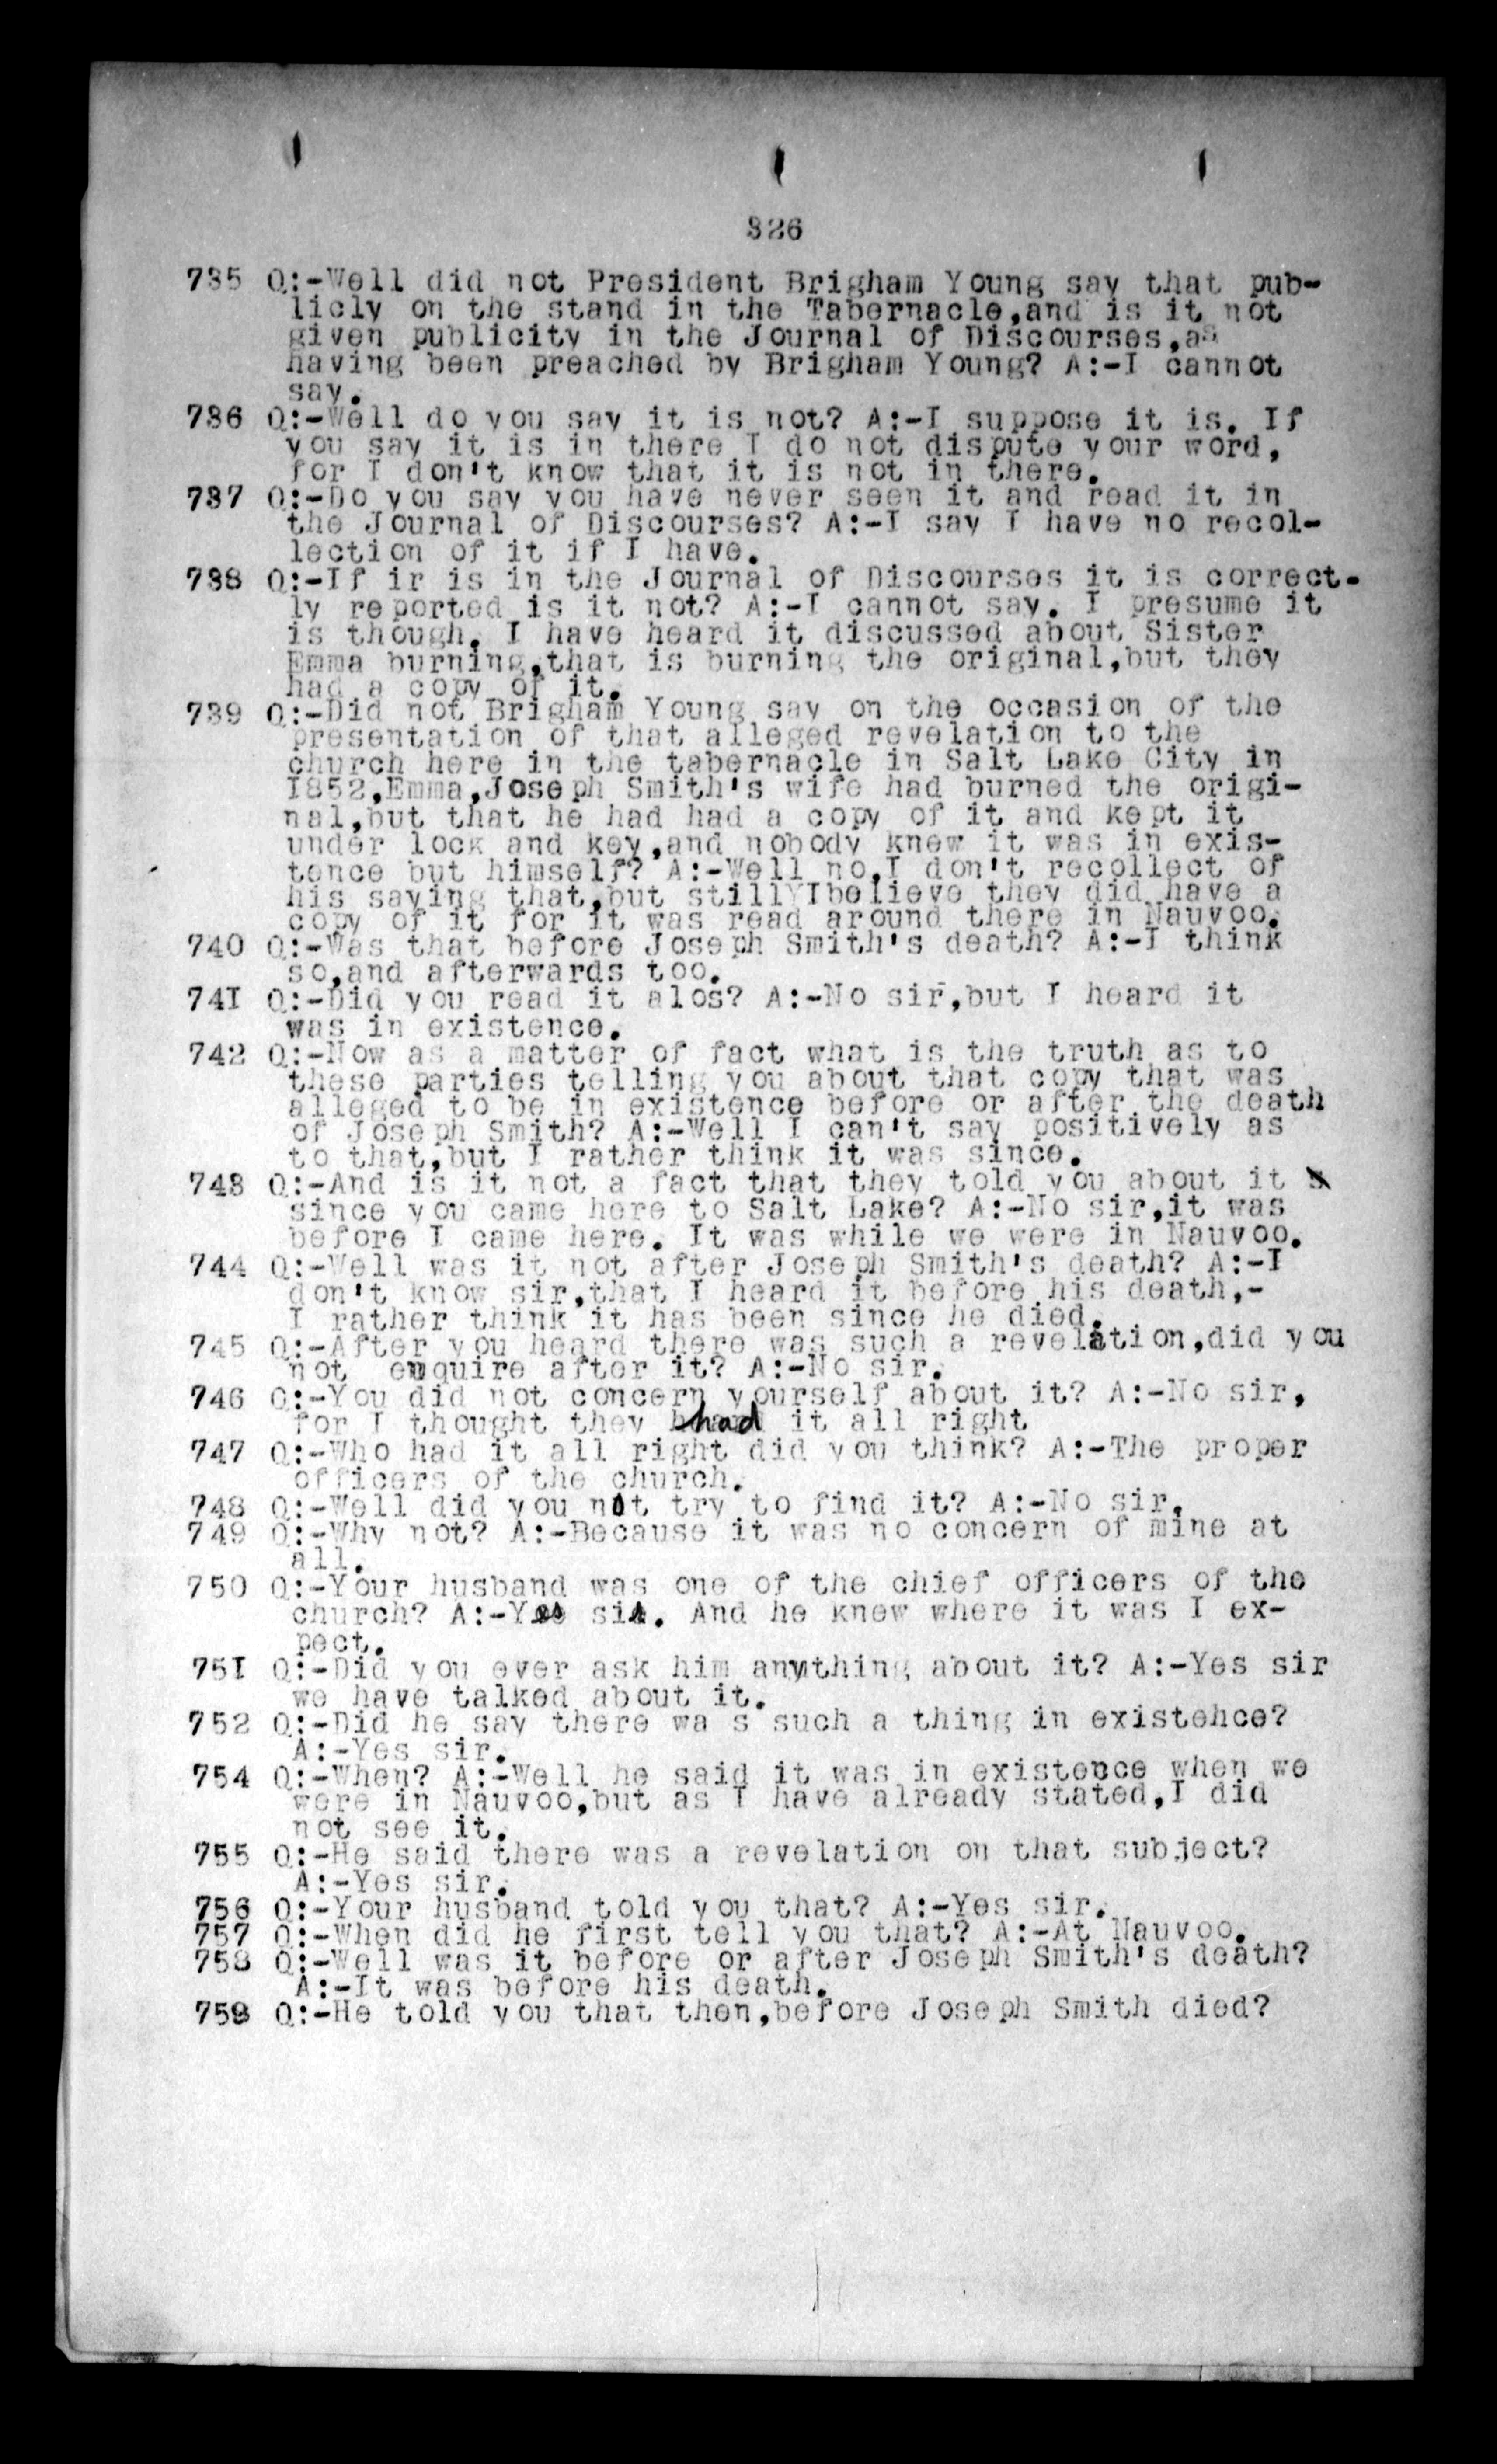 326
735 Q:-Well did not President Brigham Young say that pub-
licly on the stand in the Tabernacle,and is it not
given publicity in the Journal of Discourses,as
having been preached by Brigham Young? A:-I cannot
say.
736 Q:-Well do you say it is not? A:-I suppose it is. If
you say it is in there I do not dispute your word,
for I don't know that it is not in there.
737 Q:-Do you say you have never seen it and read it in
the Journal of Discourses? A:-I say I have no recol-
lection of it if I have.
738 Q:-If ir is in the Journal of Discourses it is correct-
ly reported is it not? A:-I cannot say. I presume it
is though. I have heard it discussed about Sister
Emma burning,that is burning the original,but they
had a copy of it.
739 Q:-Did not Brigham Young say on the occasion of the
presentation of that alleged revelation to the
church here in the tabernacle in Salt Lake City in
I852,Emma,Joseph Smith's wife had burned the origi-
nal,but that he had had a copy of it and kept it
under lock and key,and nobody knew it was in exis-
tence but himself? A:-Well no,I don't recollect of
his saying that,but still I believe they did have a
copy of it for it was read around there in Nauvoo.
740 Q:-Was that before Joseph Smith's death? A:-I think
so,and afterwards too.
74I Q:-Did you read it alos? A:-No sir,but I heard it
was in existence.
742 Q:-Now as a matter of fact what is the truth as to
these parties telling you about that copy that was
alleged to be in existence before or after the death
of Joseph Smith? A:-Well I can't say positively as
to that,but I rather think it was since.
743 Q:-And is it not a fact that they told you about it
since you came here to Salt Lake? A:-No sir,it was
before I came here. It was while we were in Nauvoo.
744 Q:-Well was it not after Joseph Smith's death? A:-I
don't know sir,that I heard it before his death,-
I rather think it has been since he died.
745 Q:-After you heard there was such a revelation,did you
not enquire after it? A:-No sir.
746 Q:-You did not concern yourself about it? A:-No sir,
for I thought they had it all right
747 Q:-Who had it all right did you think? A:-The proper
officers of the church.
748 Q:-Well did you not try to find it? A:-No sir.
749 Q:-Why not? A:-Because it was no concern of mine at
all.
750 Q:-Your husband was one of the chief officers of the
church? A:-Yes sir. And he knew where it was I ex-
pect.
75I Q:-Did you ever ask him anything about it? A:-Yes sir
we have talked about it.
752 Q:-Did he say there wa s such a thing in existehce?
A:-Yes sir.
754 Q:-When? A:-Well he said it was in existence when we
were in Nauvoo,but as I have already stated,I did
not see it.
755 Q:-He said there was a revelation on that subject?
A:-Yes sir.
756 Q:-Your husband told you that? A:-Yes sir.
757 Q:-When did he first tell you that? A:-At Nauvoo.
758 Q:-Well was it before or after Joseph Smith's death?
A:-It was before his death.
759 Q:-He told you that then,before Joseph Smith died?